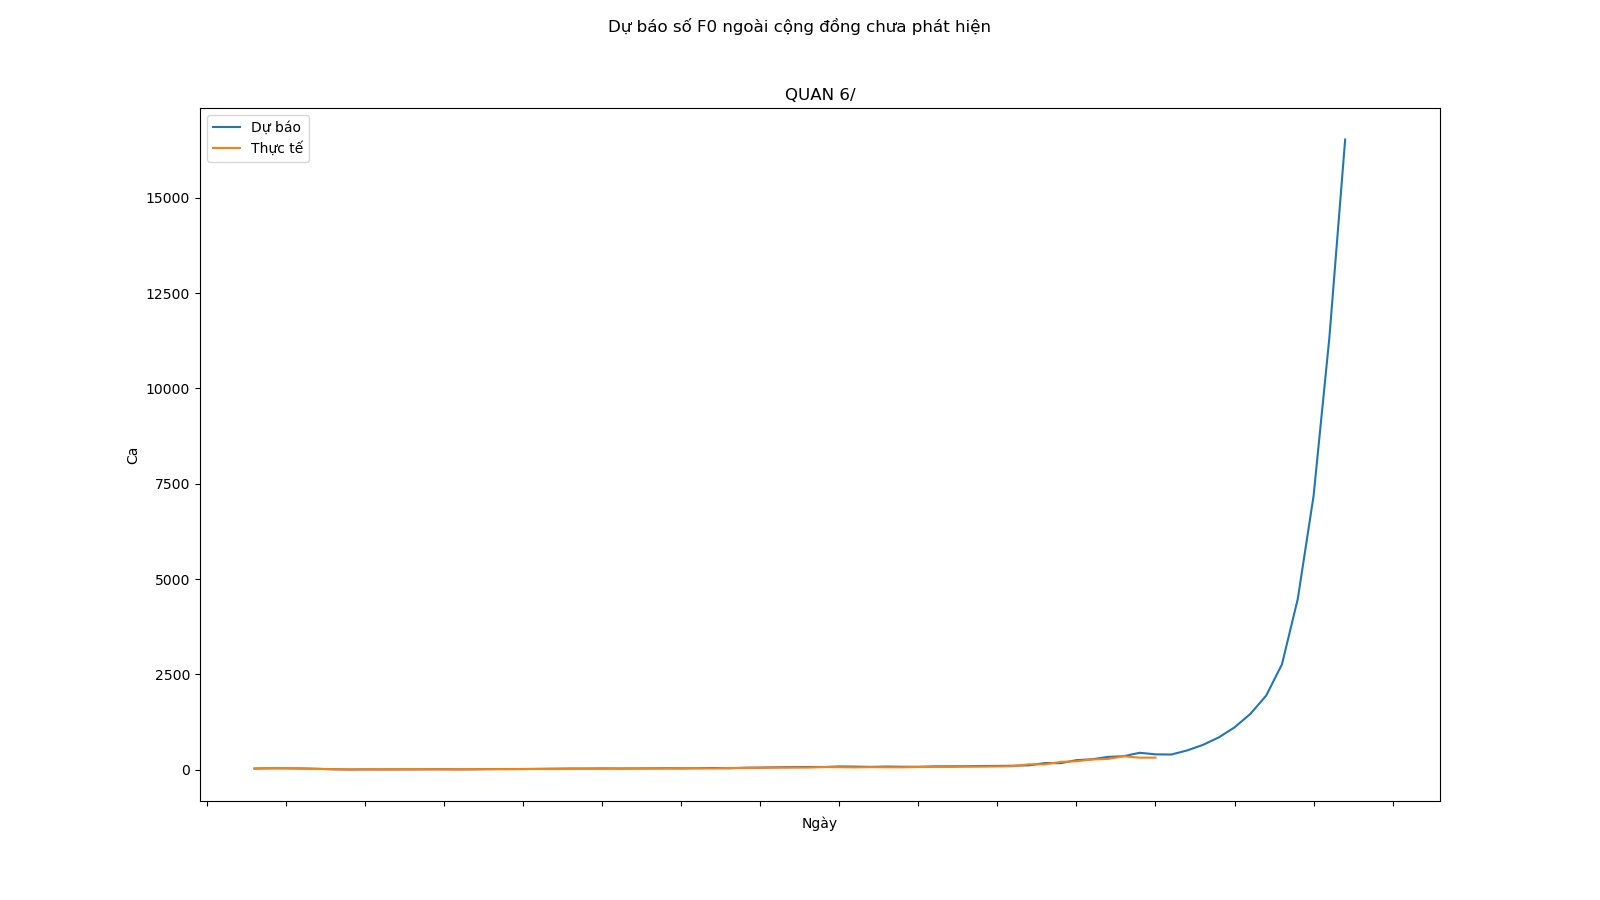 Dự báo số F0 ngoài cộng đồng chưa phát hiện
QUAN 6/
Dự báo
Thực tế
15000
12500
10000
7500
5000
2500
0
Ca
Ngày